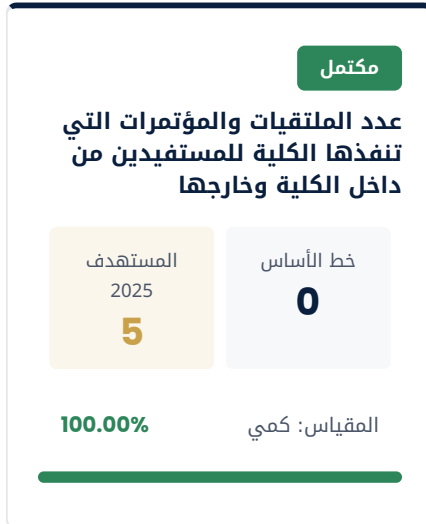 مكتمل
عدد الملتقيات والمؤتمرات التي
تنفذها الكلية للمستفيدين من
داخل الكلية وخارجها
خط الأساس
0
المستهدف
2025
5
المقياس: كمي
100.00%